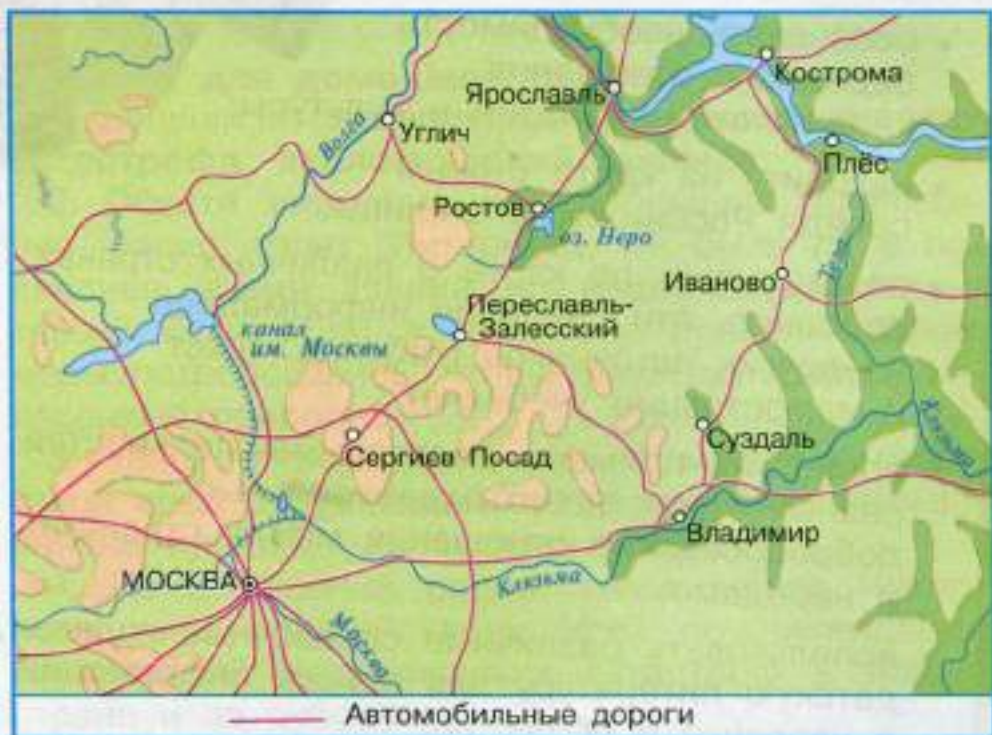 Кострома
Ярославль
Волга
Углич
Плёс
Ростов
оз. Неро
Иваново
Теза
Переславль-
Залесский
канал
им. Москвы
Суздаль
Клязьма
Сергиев Посад
Владимир
МОСКВА
Клязьма
Москва
Автомобильные дороги